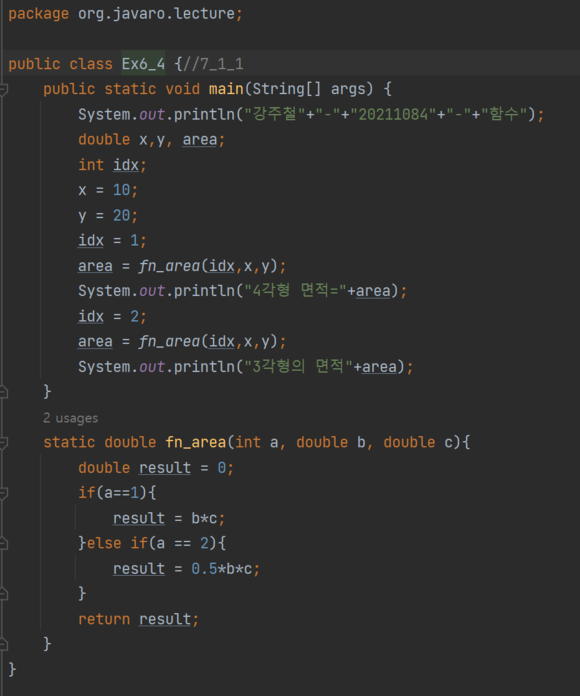 package org.javaro.lecture;
public class Ex6_4 {//7_1_1
public static void main(String[] args) {
System.out.println("강주철"+"-"+"20211084"+"-"+"함수");
double x,y, area;
int idx;
x = 10;
y = 20;
idx = 1;
area = fn_area(idx,x,y);
System.out.println("4각형 면적="+area);
idx = 2;
area = fn_area(idx,x,y);
System.out.println("3각형의 면적"+area);
}
2 usages
static double fn_area(int a, double b, double c){
double result = 0;
if(a==1){
result = b*c;
}else if(a == 2){
result = 0.5*b*c;
}
return result;
}
}